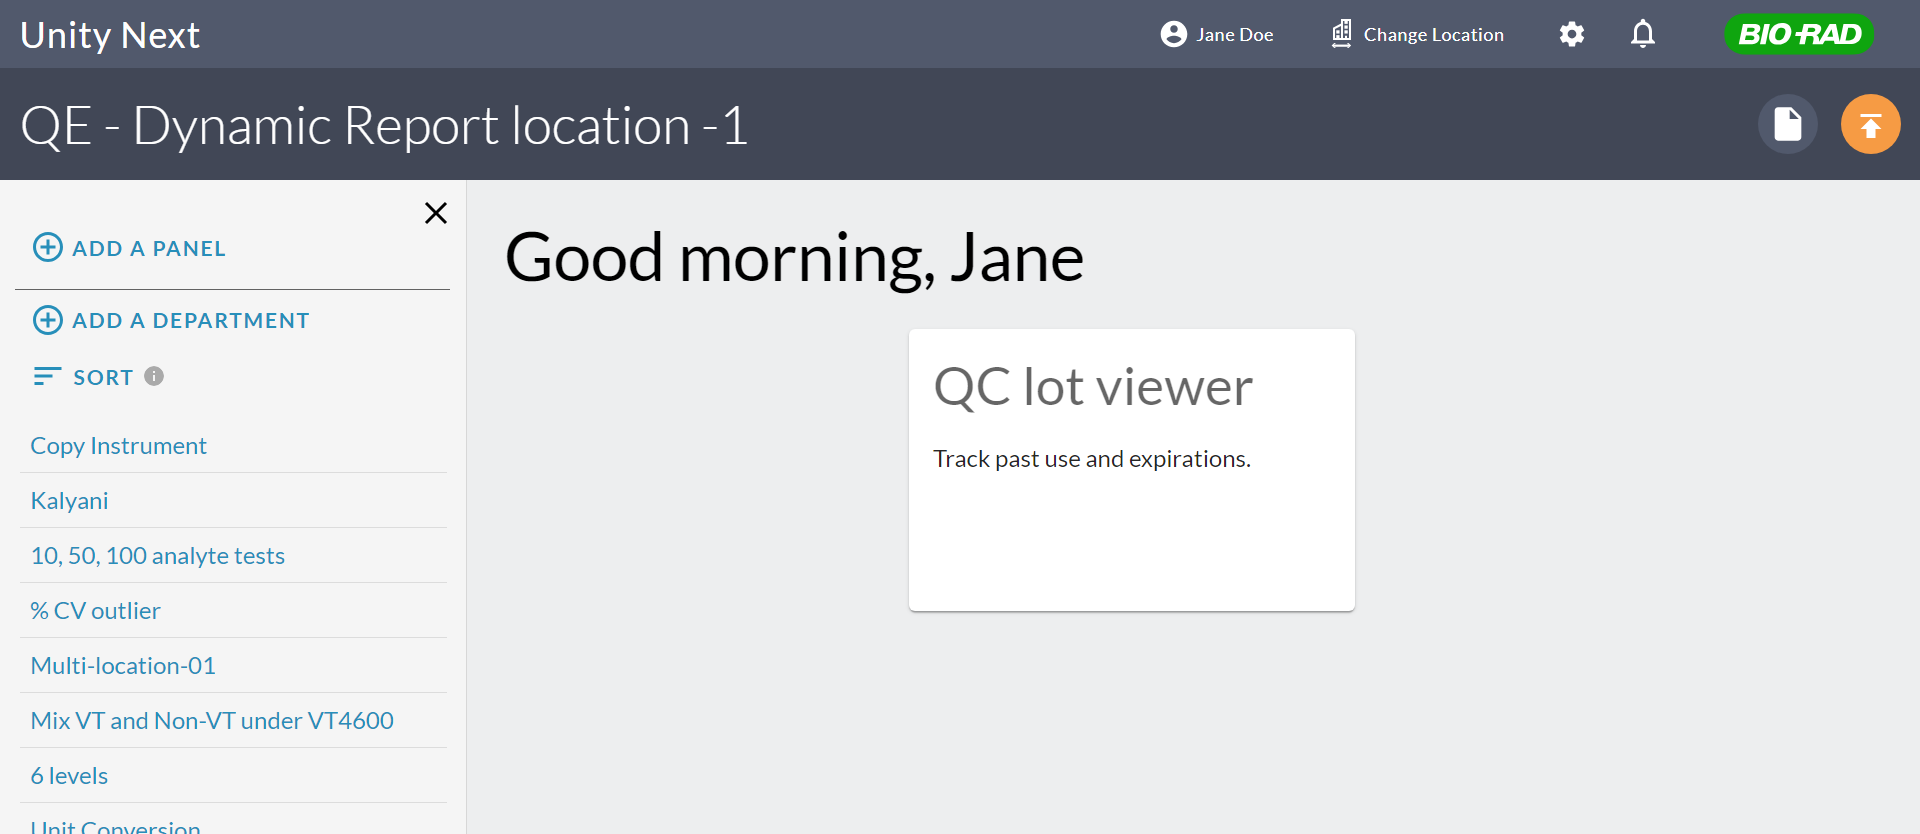 Unity Next
Jane Doe
Change Location
BIO-RAD
QE - Dynamic Report location -1
ADD A PANEL
ADD A DEPARTMENT
SORT
Copy Instrument
Kalyani
10, 50, 100 analyte tests
% CV outlier
Multi-location-01
Mix VT and Non-VT under VT4600
6 levels
Unit Conversion
Good morning, Jane
QC lot viewer
Track past use and expirations.